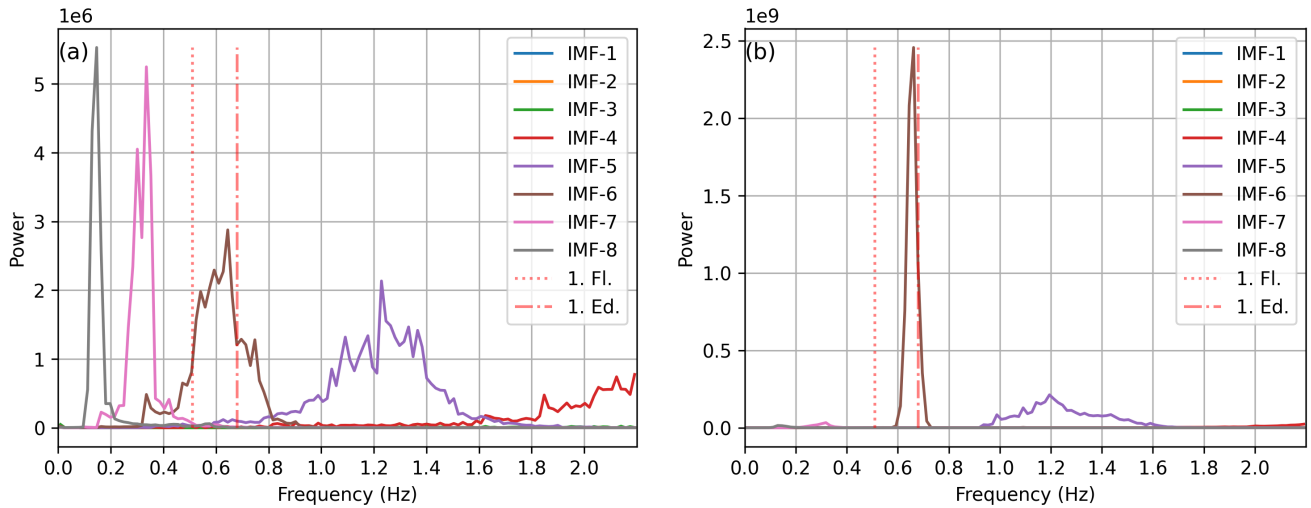 1e6
(a)
IMF-1
IMF-2
IMF-3
IMF-4
IMF-5
IMF-6
IMF-7
IMF-8
1. Fl.
1. Ed.
Power
5
4
3
2
1
0
0.0 0.2 0.4 0.6 0.8 1.0 1.2 1.4 1.6 1.8 2.0
Frequency (Hz)
1e9
(b)
IMF-1
IMF-2
IMF-3
IMF-4
IMF-5
IMF-6
IMF-7
IMF-8
1. Fl.
1. Ed.
Power
2.5
2.0
1.5
1.0
0.5
0.0
0.0 0.2 0.4 0.6 0.8 1.0 1.2 1.4 1.6 1.8 2.0
Frequency (Hz)